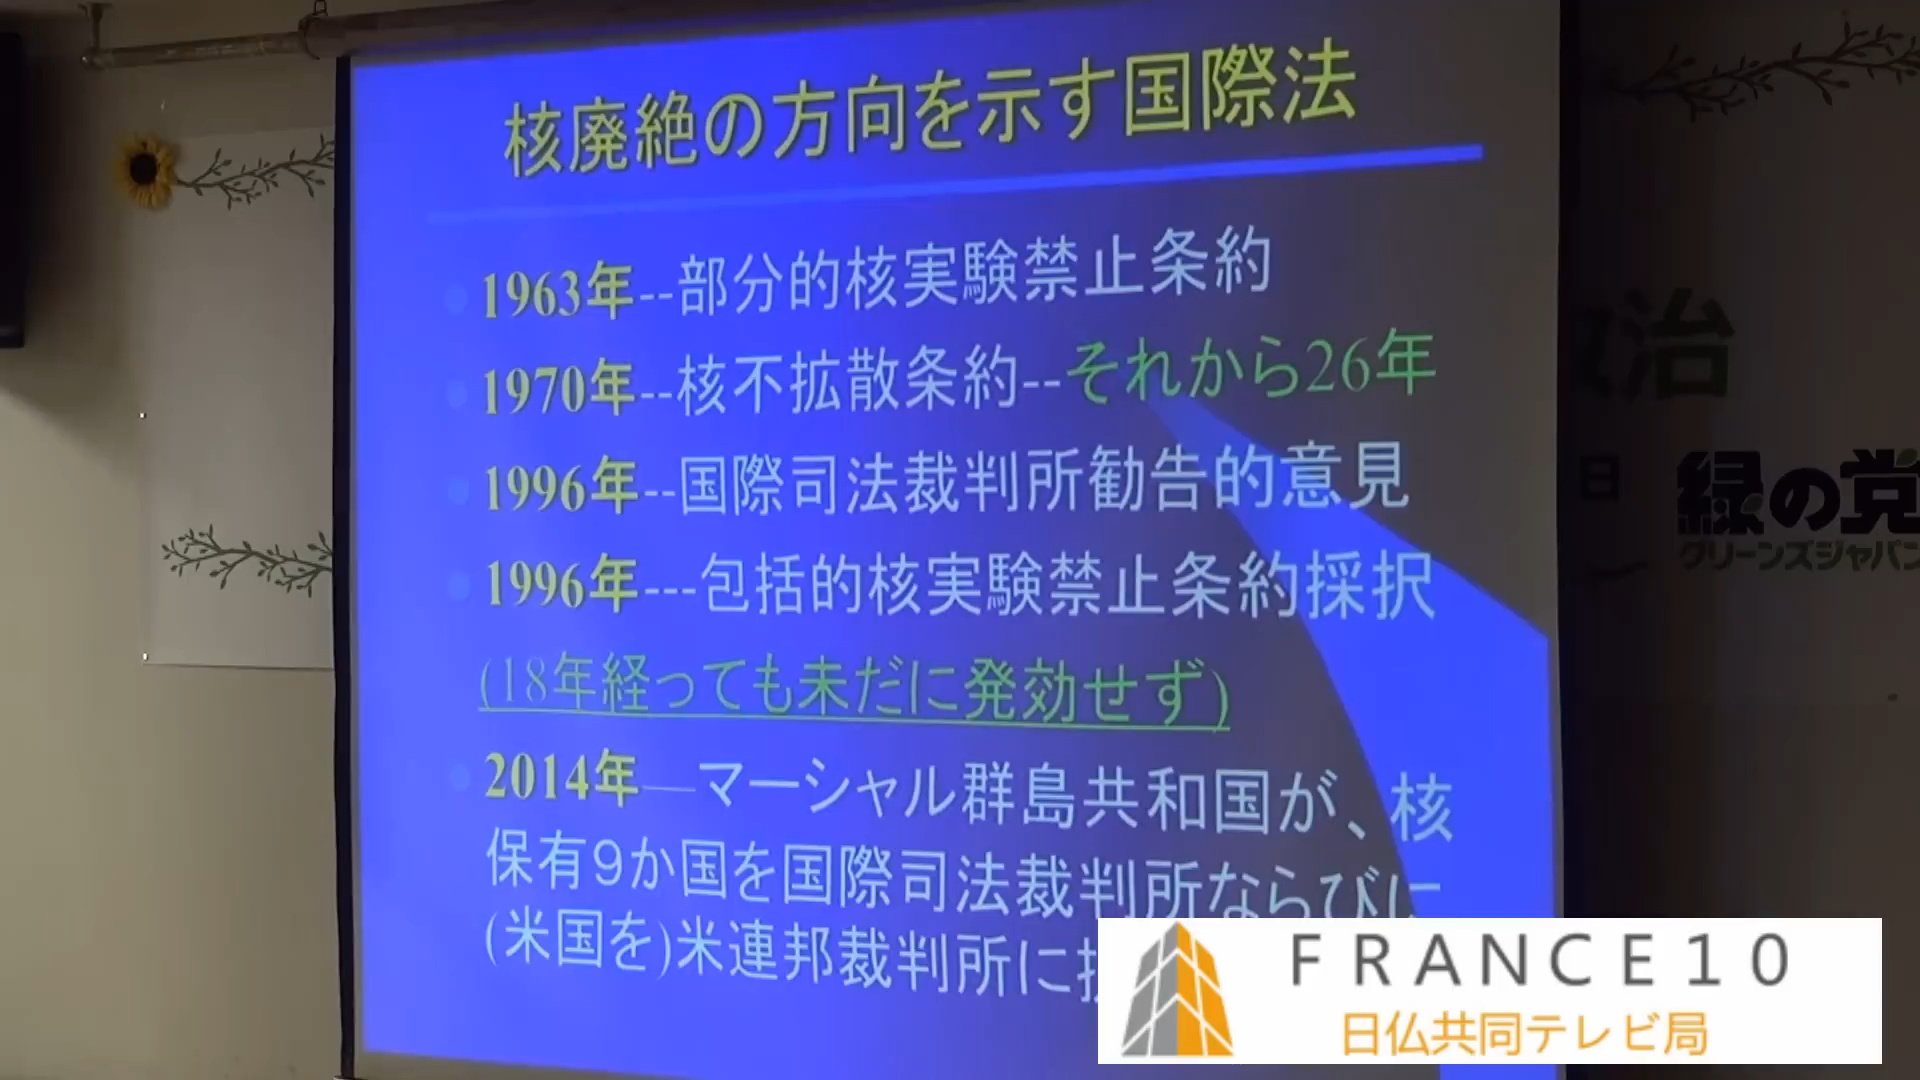 核廃絶の方向を示す国際法
1963年--部分的核実験禁止条約
1970年--核不拡散条約--それから26年
1996年--国際司法裁判所勧告的意見
1996年---包括的核実験禁止条約採択
(18年経っても未だに発効せず)
2014年—マーシャル群島共和国が、核
保有9か国を国際司法裁判所ならびに
(米国を)米連邦裁判所に
治
日
緑の党
グリーンズジャパン
FRANCE10
日仏共同テレビ局